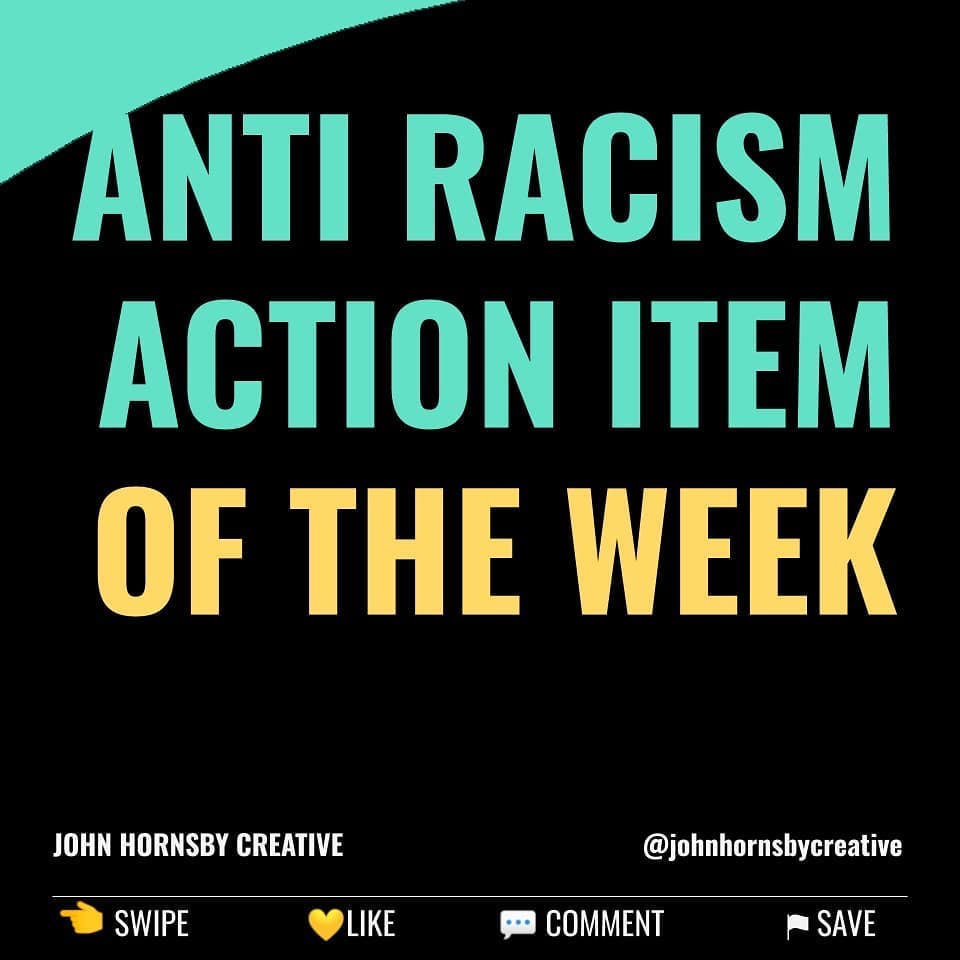 ANTI RACISM
ACTION ITEM
OF THE WEEK
JOHN HORNSBY CREATIVE @johnhornsbycreative
👈 SWIPE 💛 LIKE 💬 COMMENT 🏳 SAVE